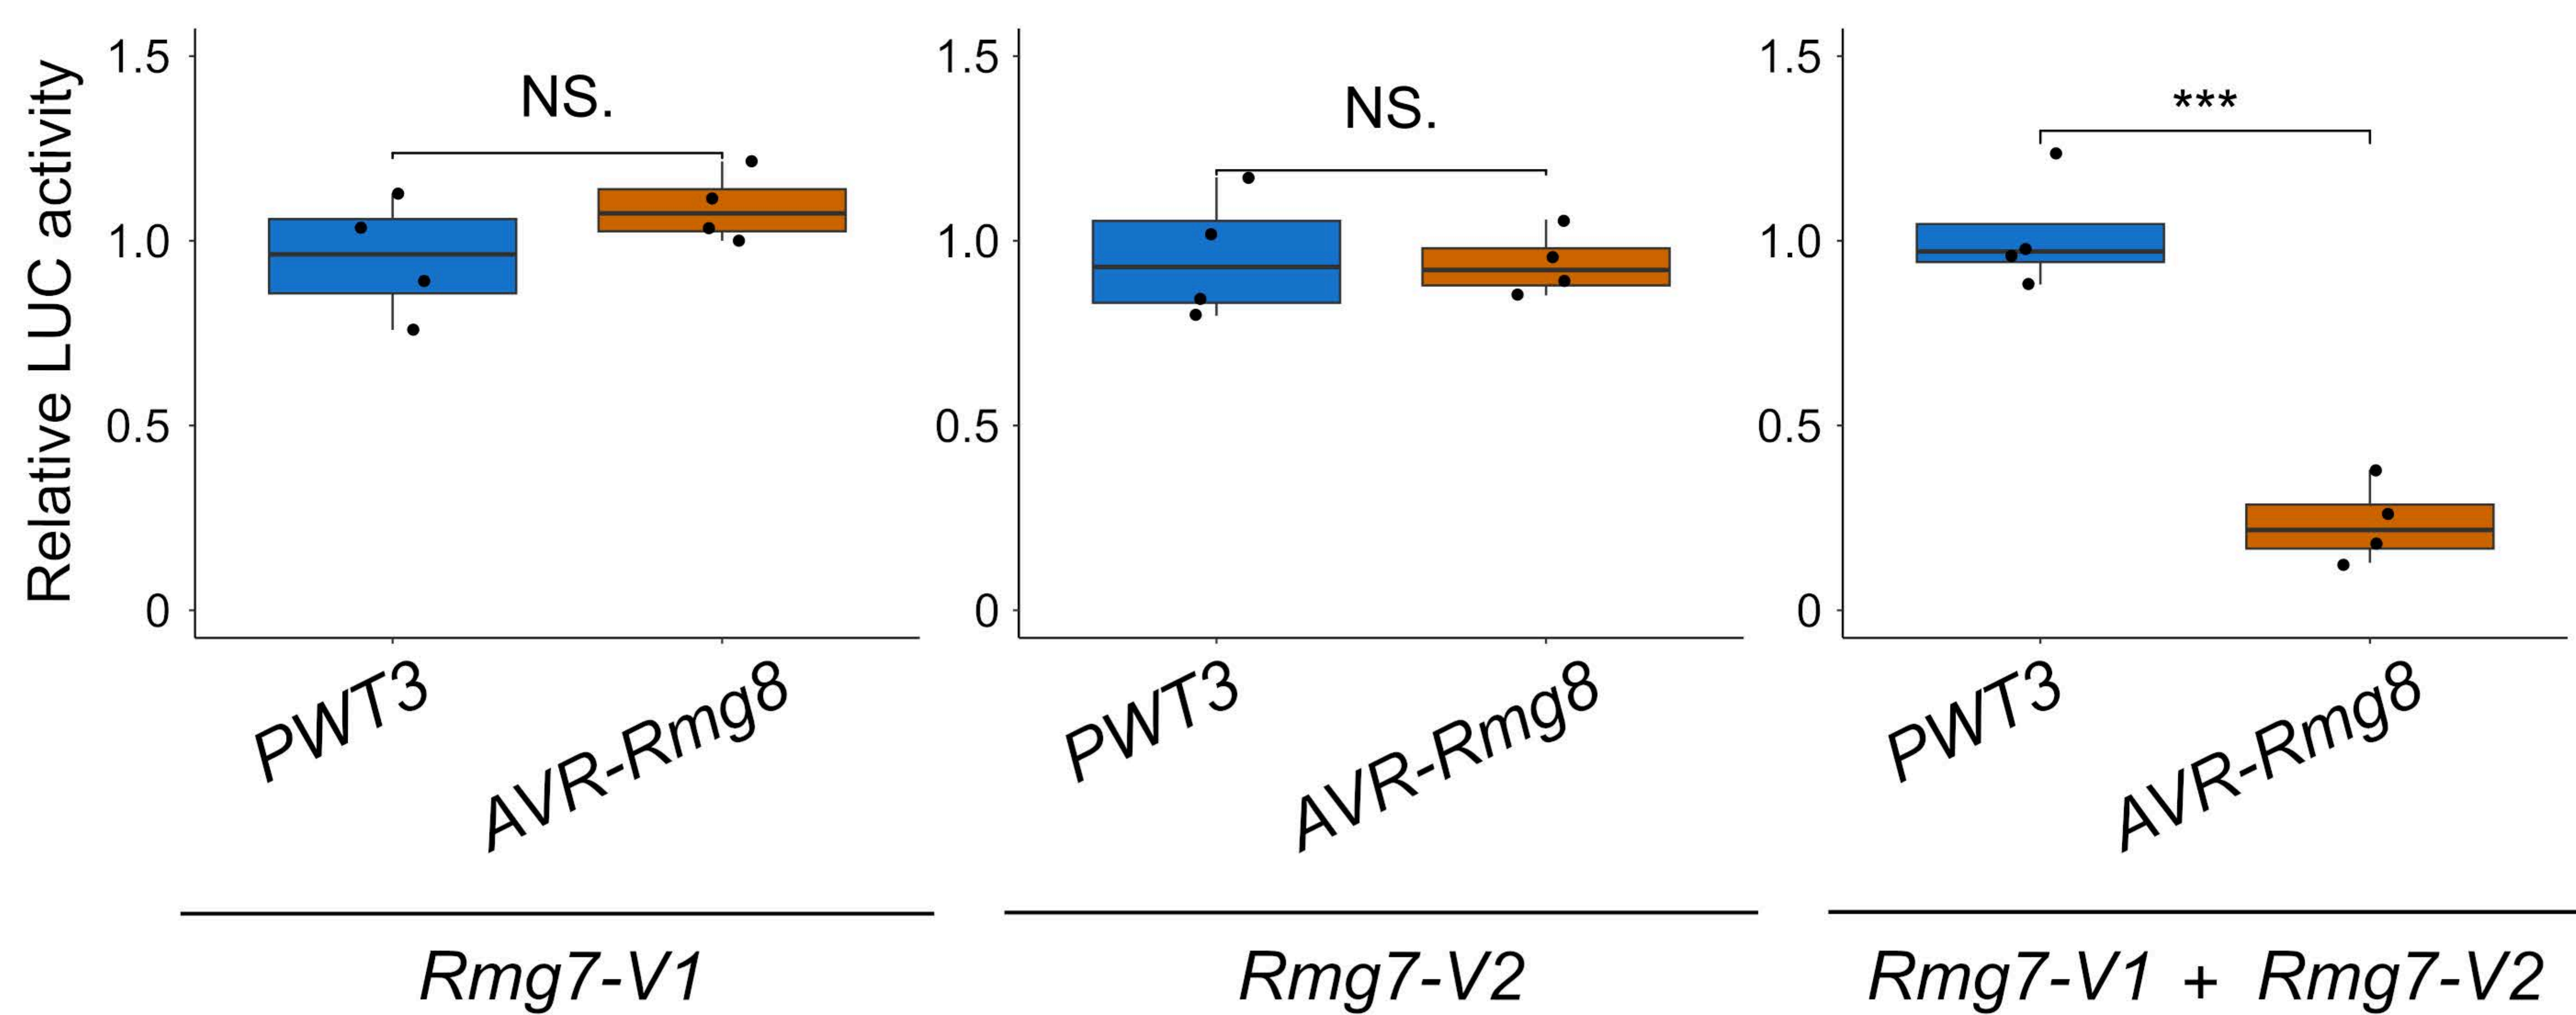 Relative LUC activity
1.5
1.0
0.5
0
NS.
PWT3
AVR-Rmg8
Rmg7-V1
1.5
1.0
0.5
0
NS.
PWT3
AVR-Rmg8
Rmg7-V2
1.5
1.0
0.5
0
***
PWT3
AVR-Rmg8
Rmg7-V1 + Rmg7-V2